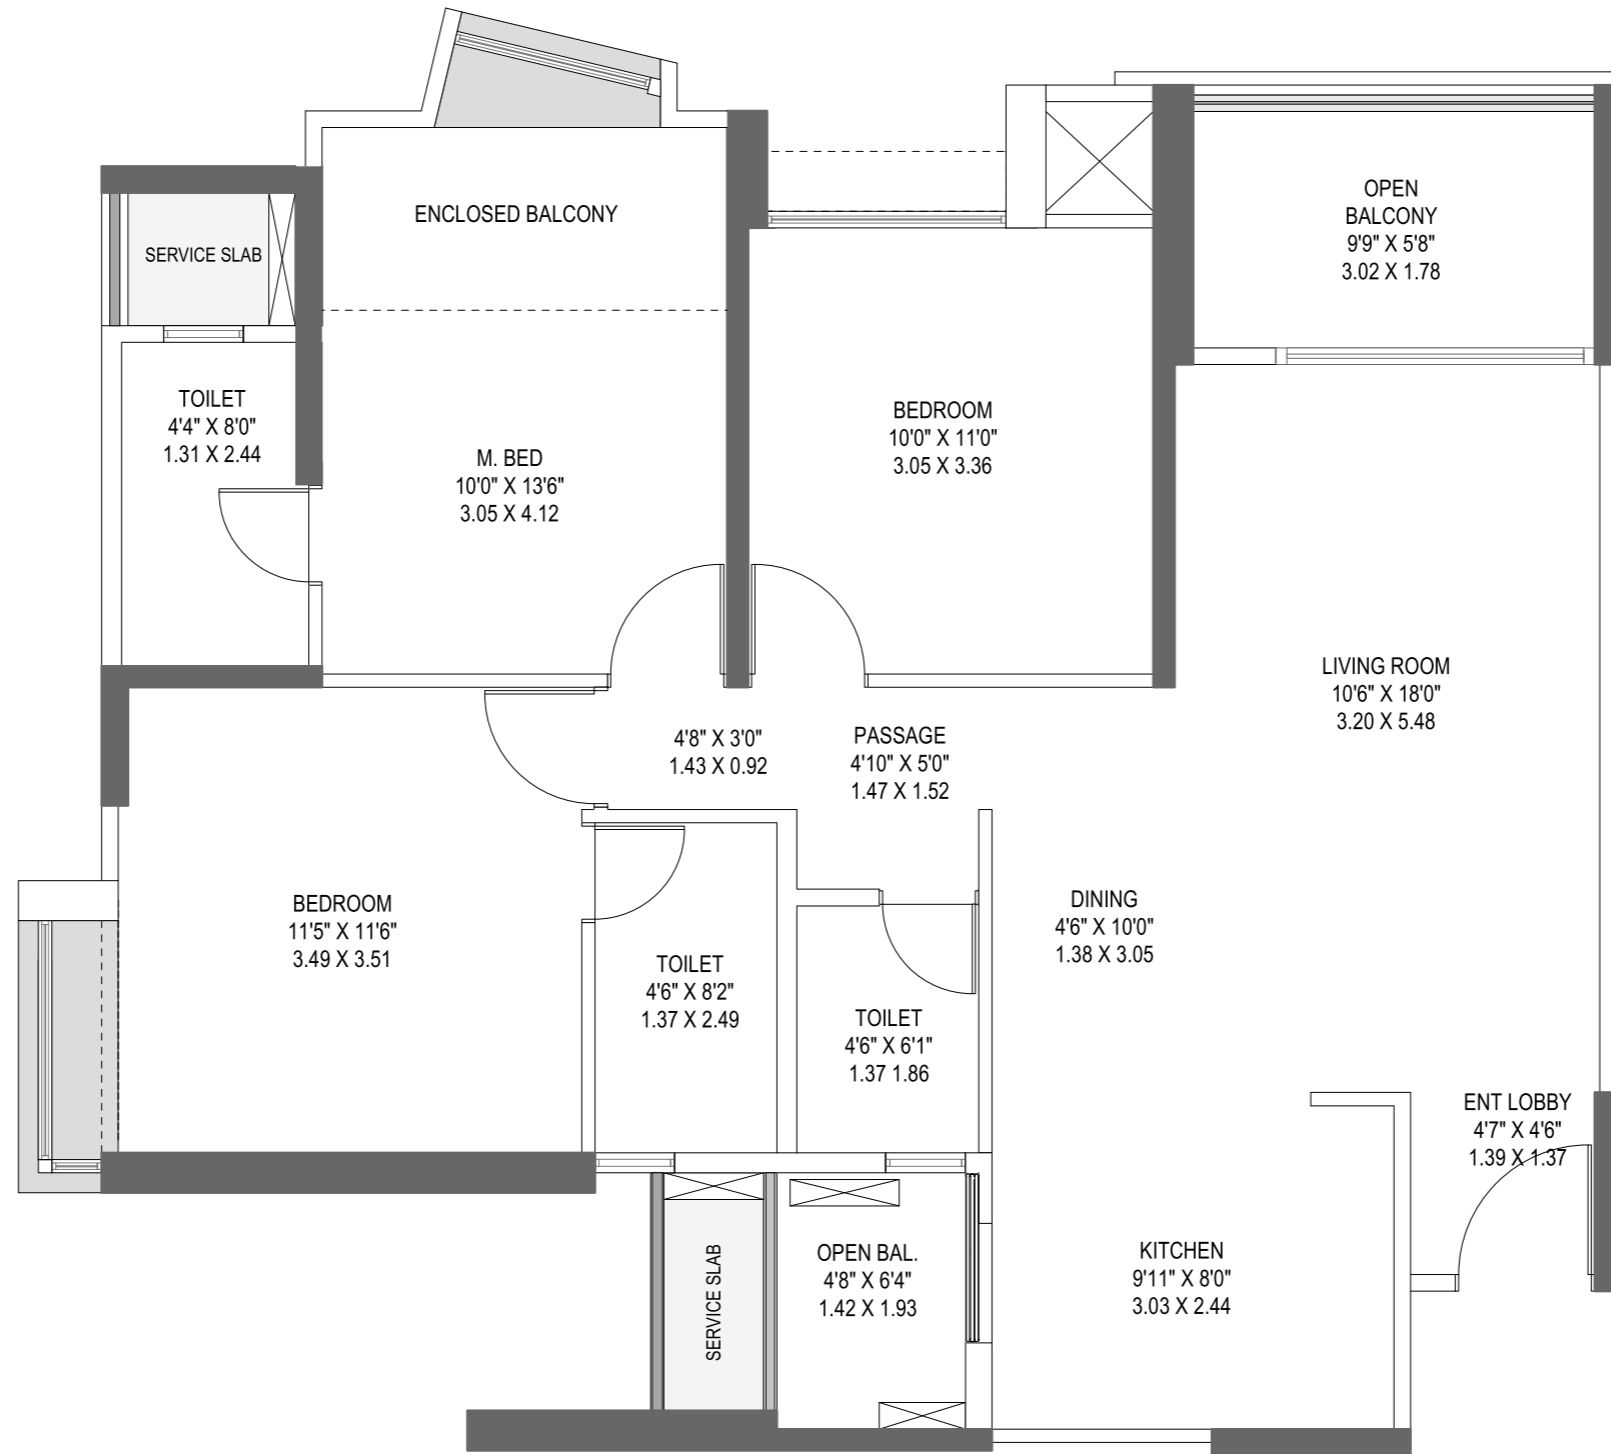 ENCLOSED BALCONY
OPEN
BALCONY
9'9" X 5'8"
3.02 X 1.78
SERVICE SLAB
TOILET
4'4" X 8'0"
1.31 X 2.44
M. BED
10'0" X 13'6"
3.05 X 4.12
BEDROOM
10'0" X 11'0"
3.05 X 3.36
LIVING ROOM
10'6" X 18'0"
3.20 X 5.48
4'8" X 3'0"
1.43 X 0.92
PASSAGE
4'10" X 5'0"
1.47 X 1.52
BEDROOM
11'5" X 11'6"
3.49 X 3.51
DINING
4'6" X 10'0"
1.38 X 3.05
TOILET
4'6" X 8'2"
1.37 X 2.49
TOILET
4'6" X 6'1"
1.37 1.86
ENT LOBBY
4'7" X 4'6"
1.39 X 1.37
SERVICE SLAB
OPEN BAL.
4'8" X 6'4"
1.42 X 1.93
KITCHEN
9'11" X 8'0"
3.03 X 2.44